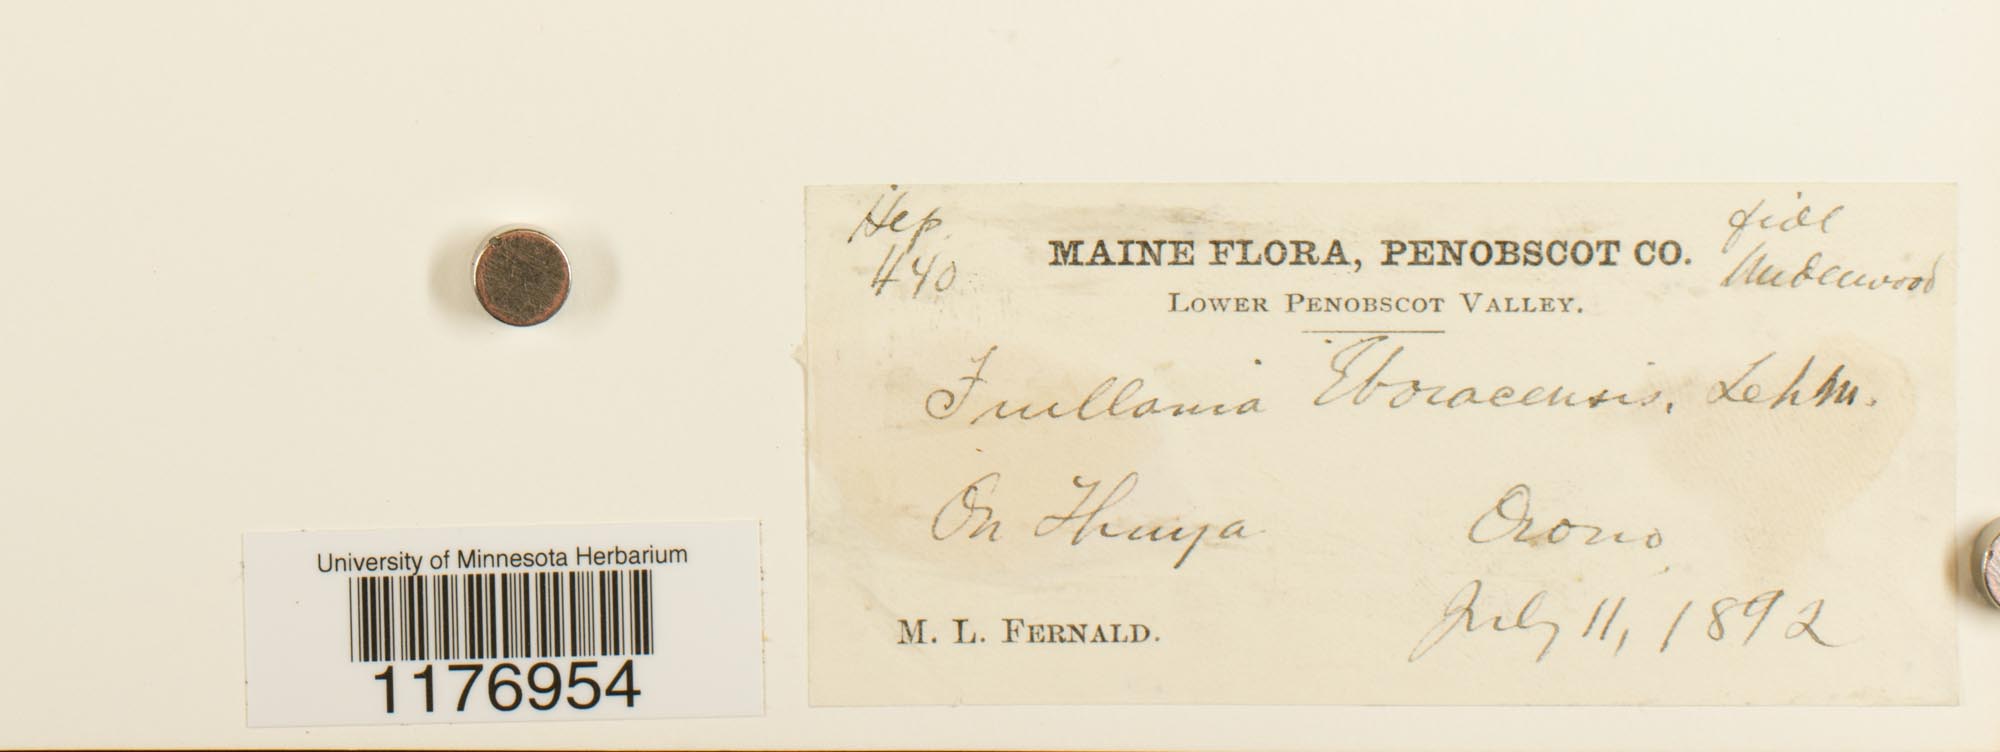 Hep.
440
fide
Underwood
MAINE FLORA, PENOBSCOT CO.
LOWER PENOBSCOT VALLEY.
Frullania Eboracensis. Lehm.
On Thuya
Orono,
July 11, 1892
M. L. FERNALD.
University of Minnesota Herbarium
1176954